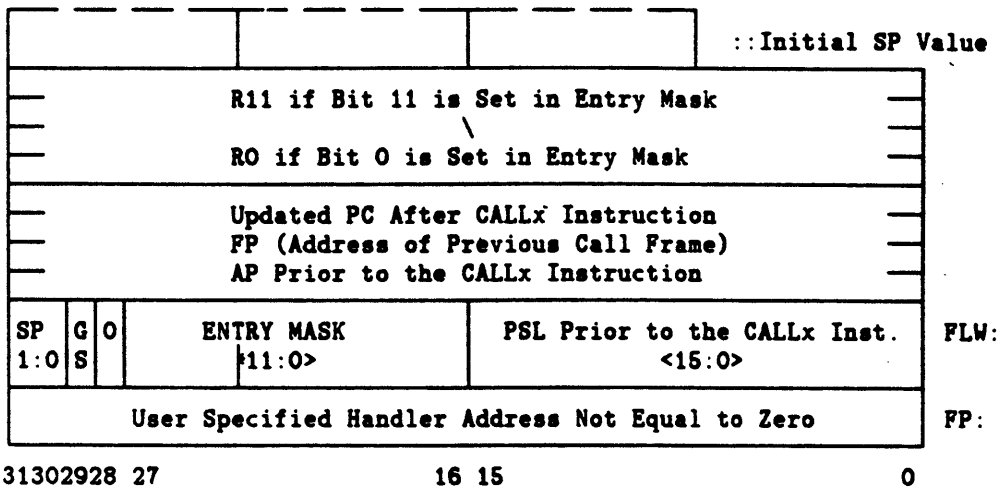 ::Initial SP Value
R11 if Bit 11 is Set in Entry Mask
\
RO if Bit O is Set in Entry Mask
Updated PC After CALLx Instruction
FP (Address of Previous Call Frame)
AP Prior to the CALLx Instruction
SP G O ENTRY MASK PSL Prior to the CALLx Inst. FLW:
1:0 S <11:0> <15:0>
User Specified Handler Address Not Equal to Zero FP:
31302928 27 16 15 0